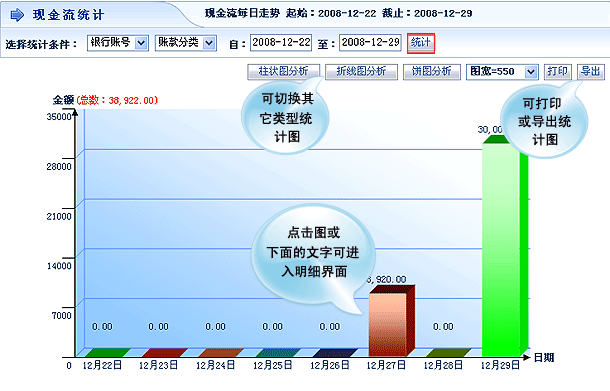 现金流统计
现金流每日走势 起始：2008-12-22 截止：2008-12-29
选择统计条件： 银行账号 账款分类 自： 2008-12-22 至： 2008-12-29 统计
柱状图分析 折线图分析 饼图分析 图宽=550 打印 导出
金额(总数：38,922.00)
可切换其
它类型统
计图
可打印
或导出统
计图
35000
28000
21000
14000
7000
0
点击图或
下面的文字可进
入明细界面
0.00 0.00 0.00 0.00 0.00 8,920.00 0.00 30,00
12月22日 12月23日 12月24日 12月25日 12月26日 12月27日 12月28日 12月29日 日期